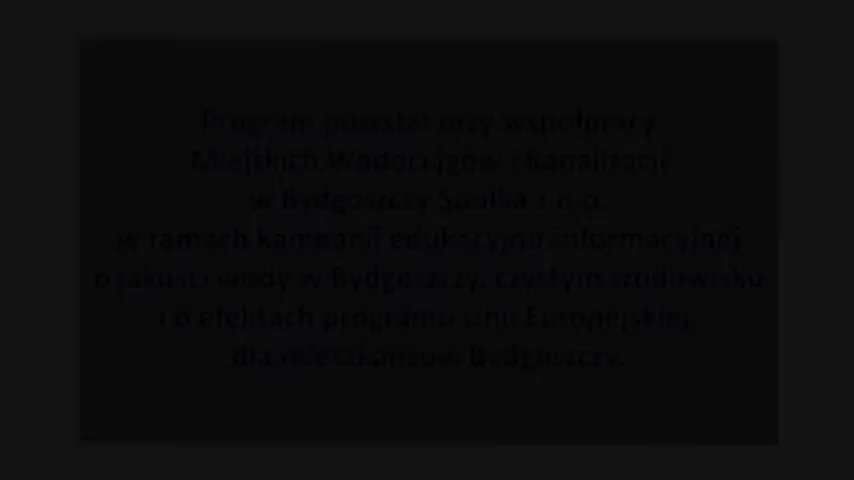 Program powstał przy współpracy
Miejskich Wodociągów i Kanalizacji
w Bydgoszczy Spółka z o.o.
w ramach kampanii edukacyjno-informacyjnej
o jakości wody w Bydgoszczy, czystym środowisku
i o efektach programu Unii Europejskiej
dla mieszkańców Bydgoszczy.